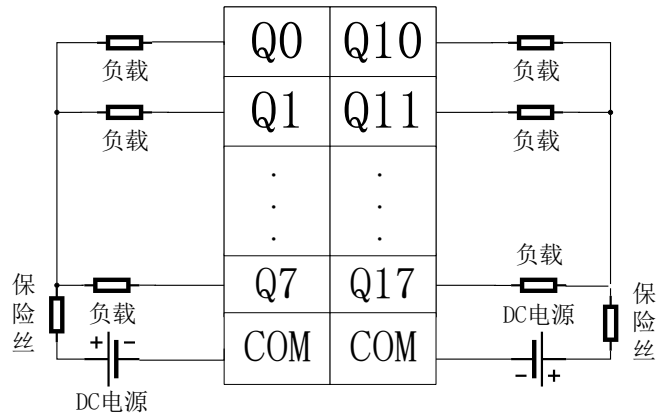 Q0 Q10
负载 负载
Q1 Q11
负载 负载
. .
. .
. .
负载
Q7 Q17
保险丝 负载 DC电源 保险丝
+ -
COM COM
- +
DC电源